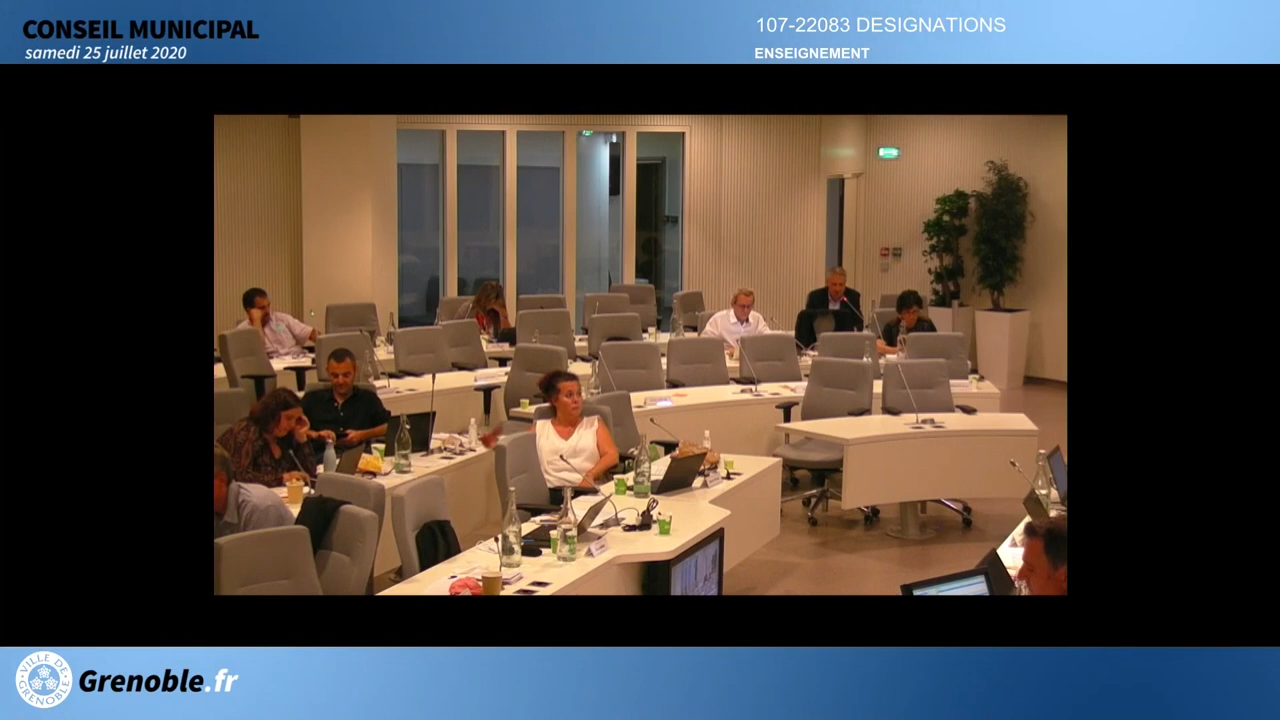 CONSEIL MUNICIPAL
samedi 25 juillet 2020
107-22083 DESIGNATIONS
ENSEIGNEMENT
VILLE DE
GRENOBLE
Grenoble.fr